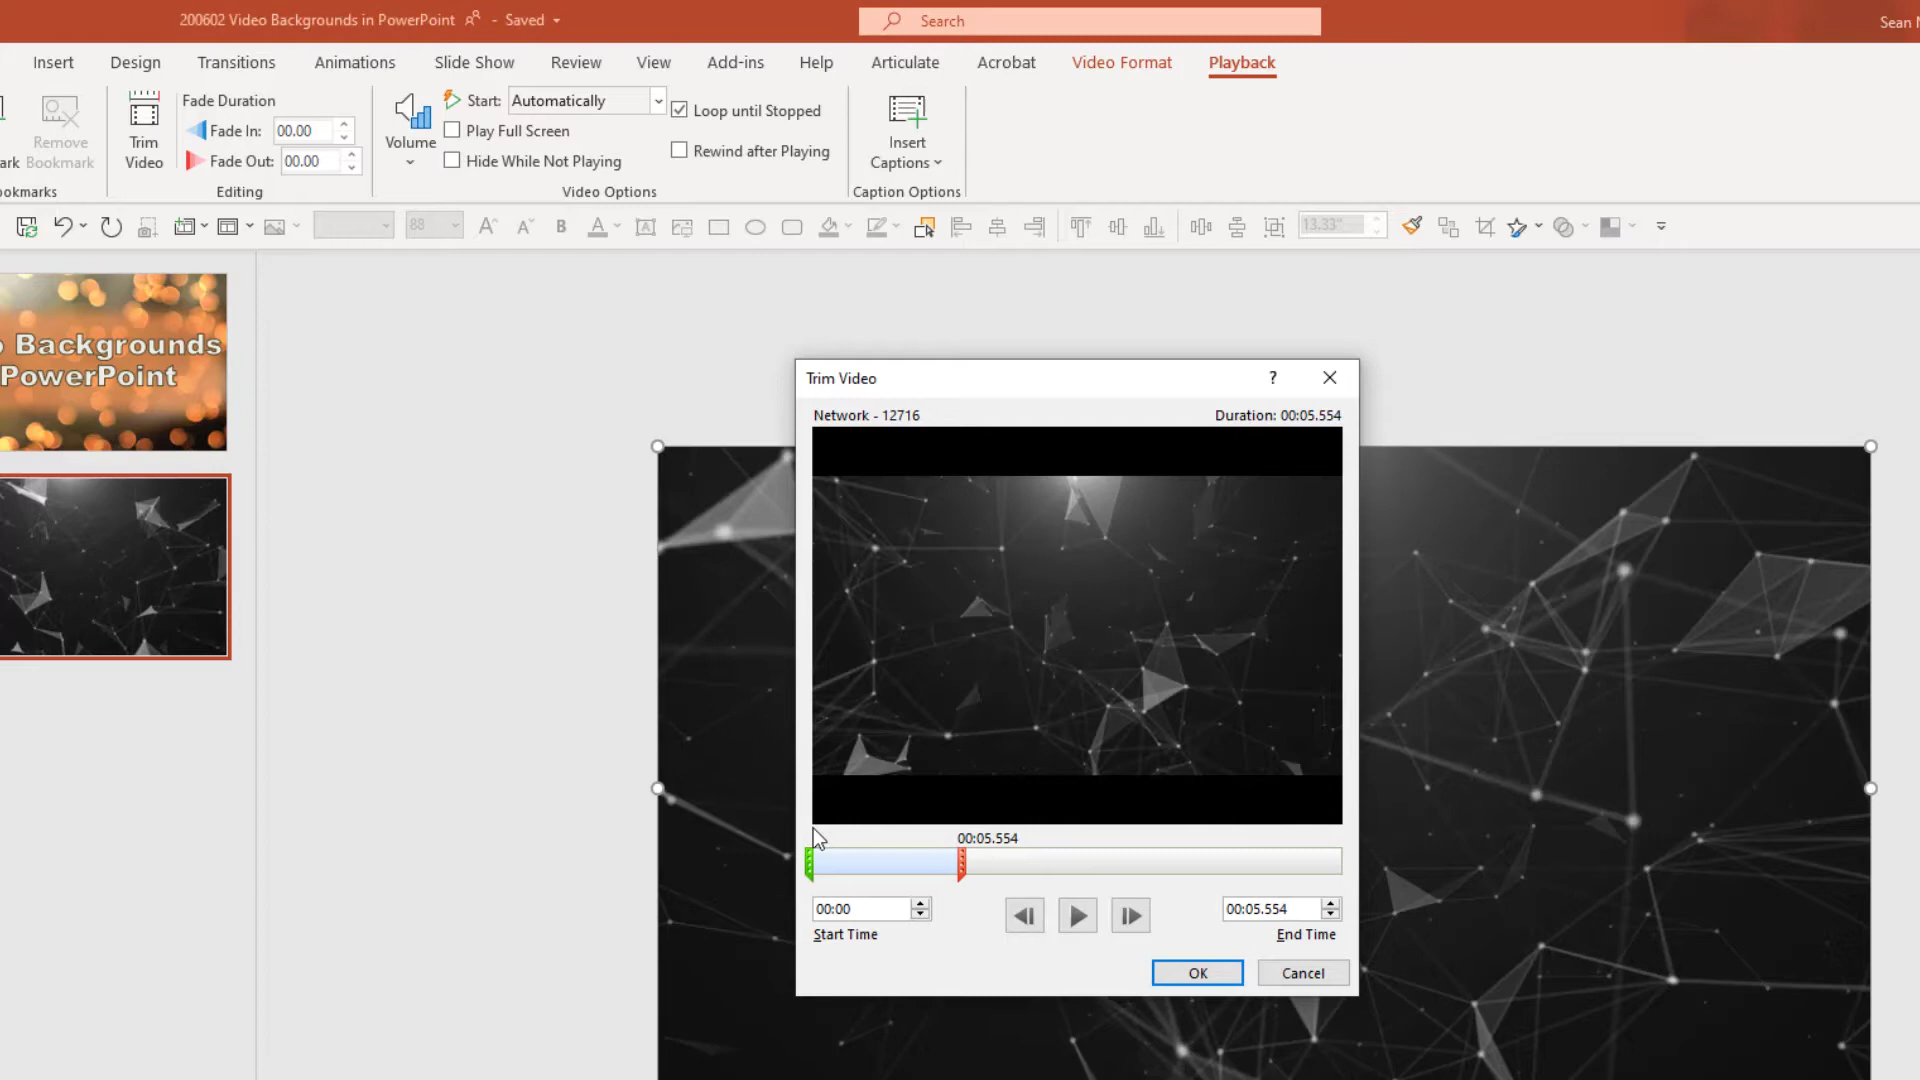 200602 Video Backgrounds in PowerPoint - Saved
Search
Sean
Insert Design Transitions Animations Slide Show Review View Add-ins Help Articulate Acrobat Video Format Playback
Remove
Bookmark
Trim
Video
Fade Duration
Fade In: 00.00
Fade Out: 00.00
Editing
Volume
Start: Automatically
Play Full Screen
Hide While Not Playing
Loop until Stopped
Rewind after Playing
Video Options
Insert
Captions
Caption Options
88
A A B A
13.33"
Backgrounds
PowerPoint
Trim Video ?
Network - 12716 Duration: 00:05.554
00:05.554
00:00 00:05.554
Start Time End Time
OK Cancel